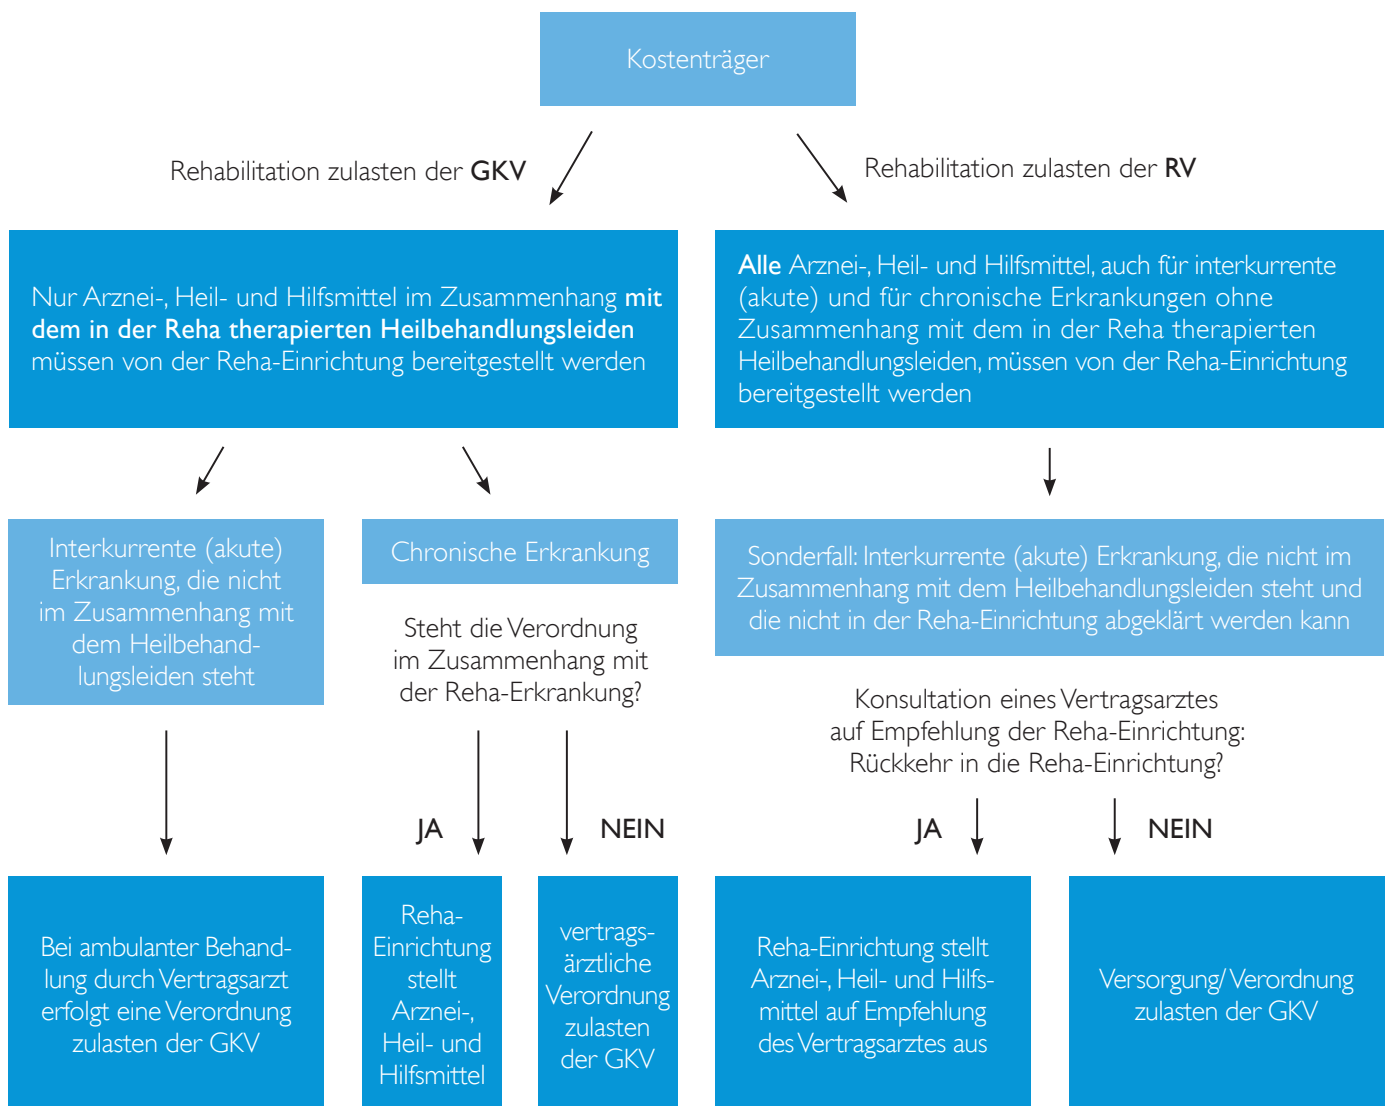 Kostenträger
Rehabilitation zulasten der GKV
Rehabilitation zulasten der RV
Nur Arznei-, Heil- und Hilfsmittel im Zusammenhang mit
dem in der Reha therapierten Heilbehandlungsleiden
müssen von der Reha-Einrichtung bereitgestellt werden
Alle Arznei-, Heil- und Hilfsmittel, auch für interkurrente
(akute) und für chronische Erkrankungen ohne
Zusammenhang mit dem in der Reha therapierten
Heilbehandlungsleiden, müssen von der Reha-Einrichtung
bereitgestellt werden
Interkurrente (akute)
Erkrankung, die nicht
im Zusammenhang mit
dem Heilbehand-
lungsleiden steht
Chronische Erkrankung
Steht die Verordnung
im Zusammenhang mit
der Reha-Erkrankung?
Sonderfall: Interkurrente (akute) Erkrankung, die nicht im
Zusammenhang mit dem Heilbehandlungsleiden steht und
die nicht in der Reha-Einrichtung abgeklärt werden kann
Konsultation eines Vertragsarztes
auf Empfehlung der Reha-Einrichtung:
Rückkehr in die Reha-Einrichtung?
JA
NEIN
JA
NEIN
Bei ambulanter Behand-
lung durch Vertragsarzt
erfolgt eine Verordnung
zulasten der GKV
Reha-
Einrichtung
stellt
Arznei-,
Heil- und
Hilfsmittel
vertrags-
ärztliche
Verordnung
zulasten
der GKV
Reha-Einrichtung stellt
Arznei-, Heil- und Hilfs-
mittel auf Empfehlung
des Vertragsarztes aus
Versorgung/ Verordnung
zulasten der GKV